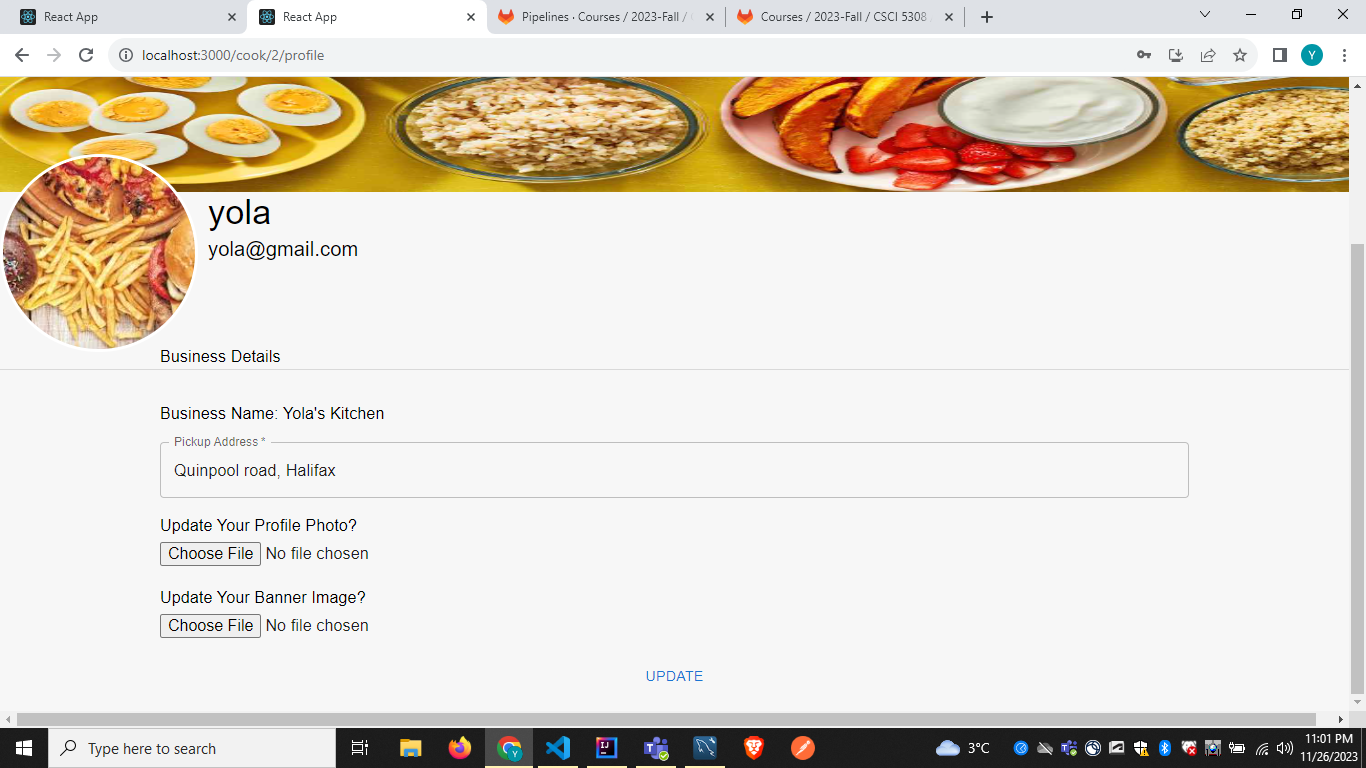 React App
React App
Pipelines · Courses / 2023-Fall /
Courses / 2023-Fall / CSCI 5308
localhost:3000/cook/2/profile
Y
yola
yola@gmail.com
Business Details
Business Name: Yola's Kitchen
Pickup Address *
Quinpool road, Halifax
Update Your Profile Photo?
Choose File No file chosen
Update Your Banner Image?
Choose File No file chosen
UPDATE
Type here to search
3°C
11:01 PM
11/26/2023